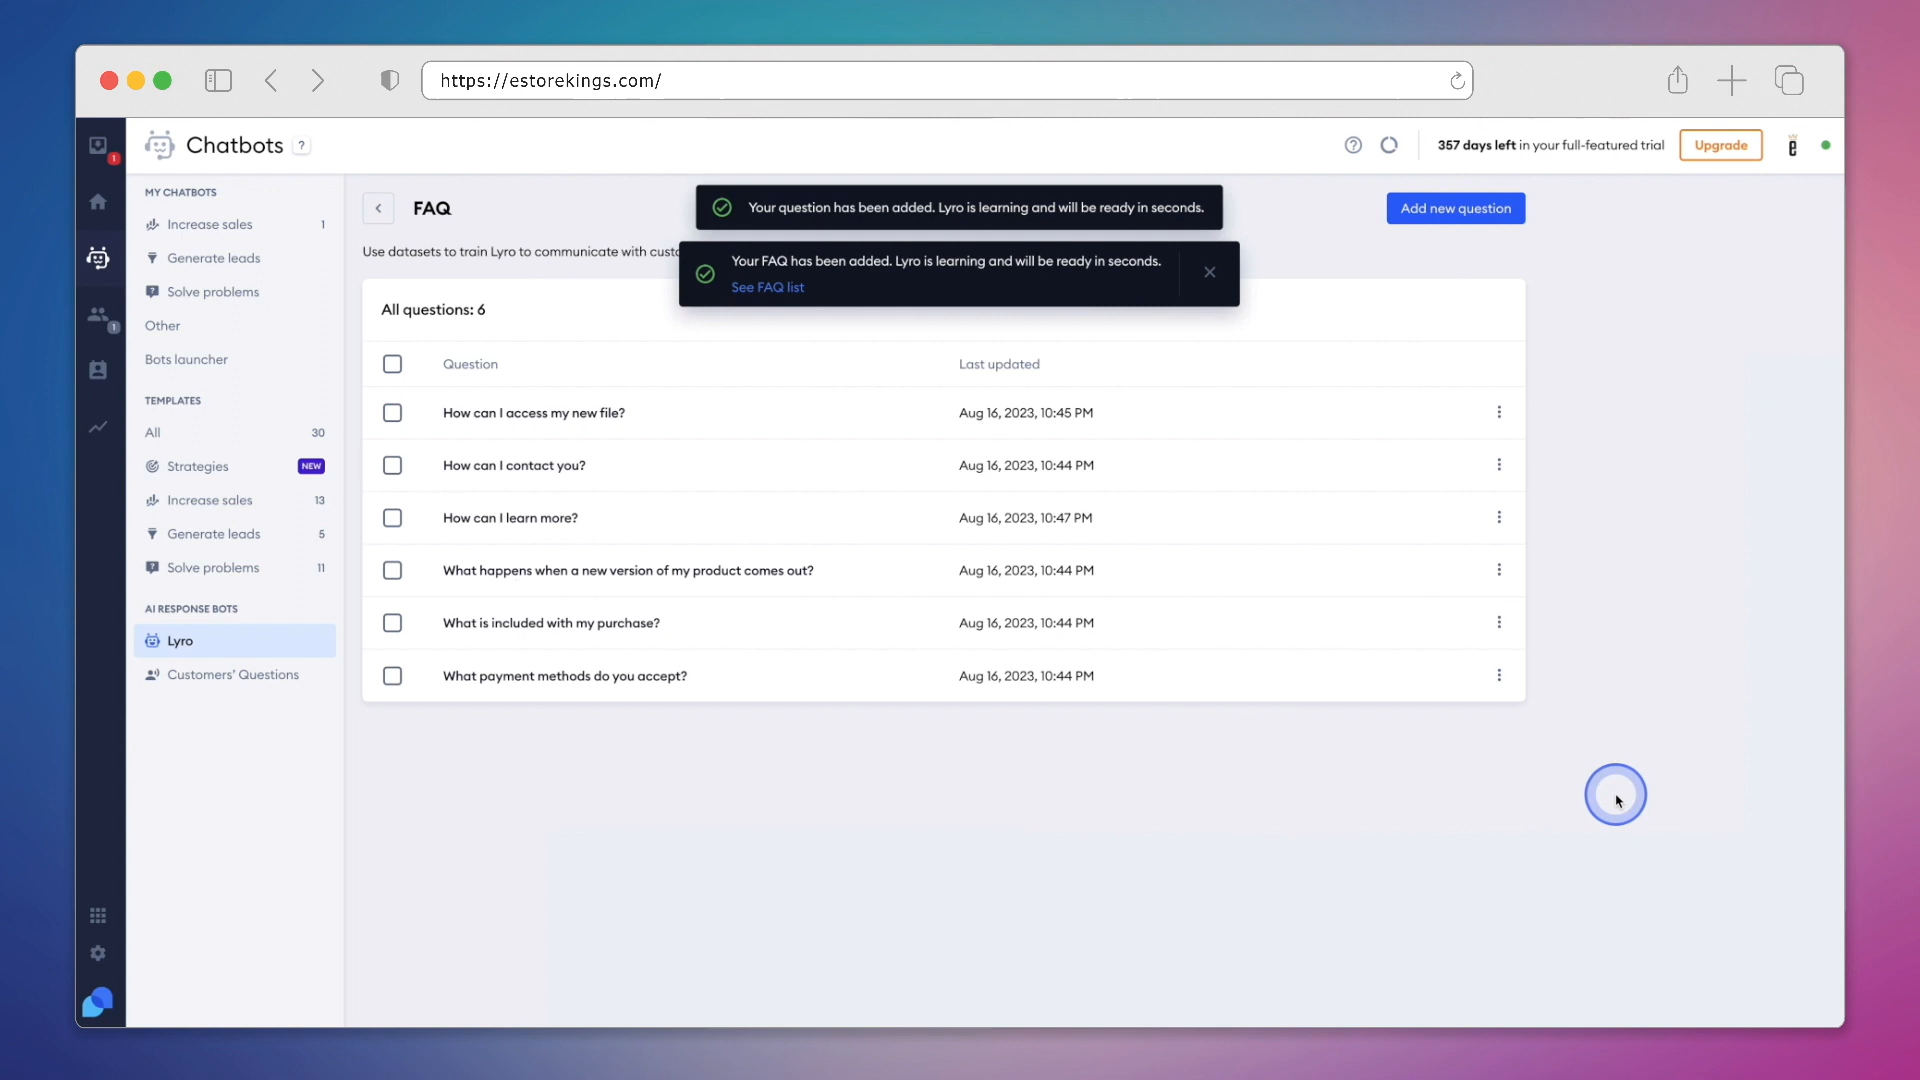 https://estorekings.com/
Chatbots ?
357 days left in your full-featured trial
Upgrade
1
MY CHATBOTS
Increase sales 1
Generate leads
Solve problems
Other
Bots launcher
1
TEMPLATES
All 30
Strategies NEW
Increase sales 13
Generate leads 5
Solve problems 11
AI RESPONSE BOTS
Lyro
Customers' Questions
FAQ
Your question has been added. Lyro is learning and will be ready in seconds.
Add new question
Use datasets to train Lyro to communicate with
Your FAQ has been added. Lyro is learning and will be ready in seconds.
See FAQ list
All questions: 6
Question Last updated
How can I access my new file? Aug 16, 2023, 10:45 PM
How can I contact you? Aug 16, 2023, 10:44 PM
How can I learn more? Aug 16, 2023, 10:47 PM
What happens when a new version of my product comes out? Aug 16, 2023, 10:44 PM
What is included with my purchase? Aug 16, 2023, 10:44 PM
What payment methods do you accept? Aug 16, 2023, 10:44 PM